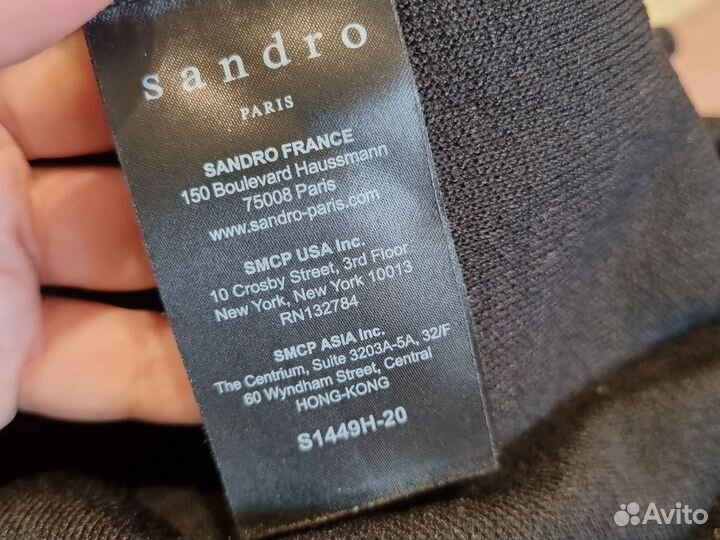 sandro
PARIS
SANDRO FRANCE
150 Boulevard Haussmann
75008 Paris
www.sandro-paris.com
SMCP USA Inc.
10 Crosby Street, 3rd Floor
New York, New York 10013
RN132784
SMCP ASIA Inc.
The Centrium, Suite 3203A-5A, 32/F
60 Wyndham Street, Central
HONG-KONG
S1449H-20
Avito